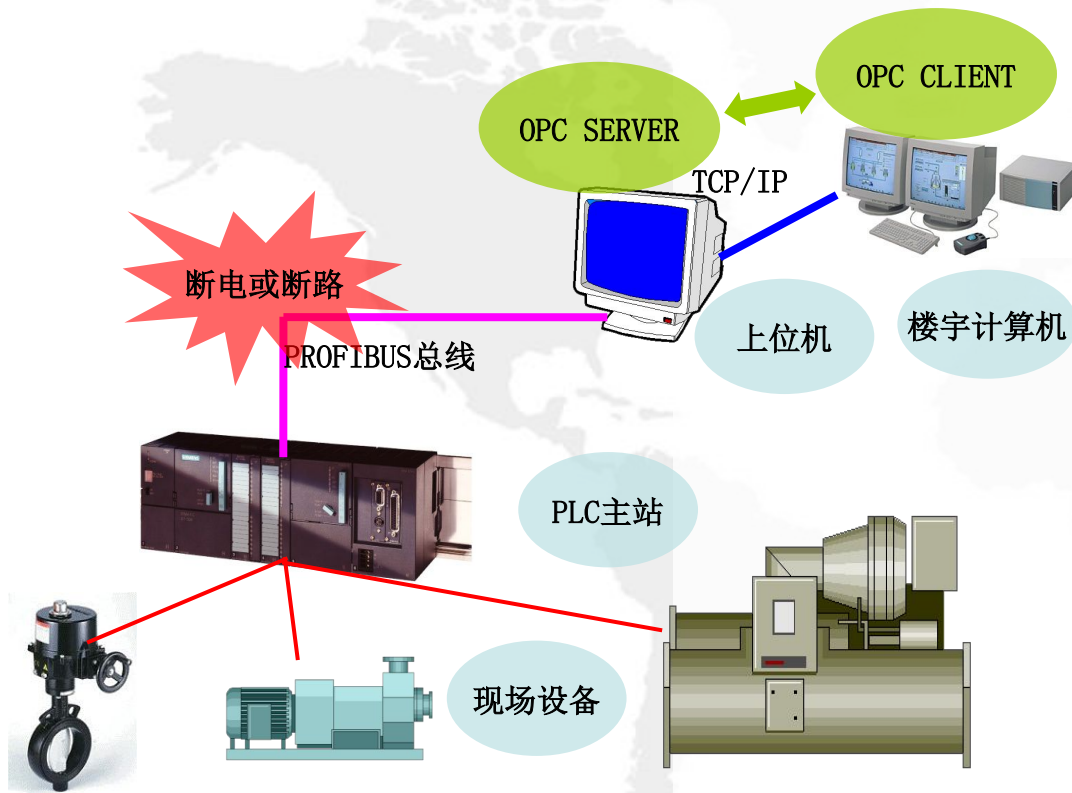 OPC CLIENT
OPC SERVER
TCP/IP
断电或断路
上位机
楼宇计算机
PROFIBUS总线
PLC主站
现场设备